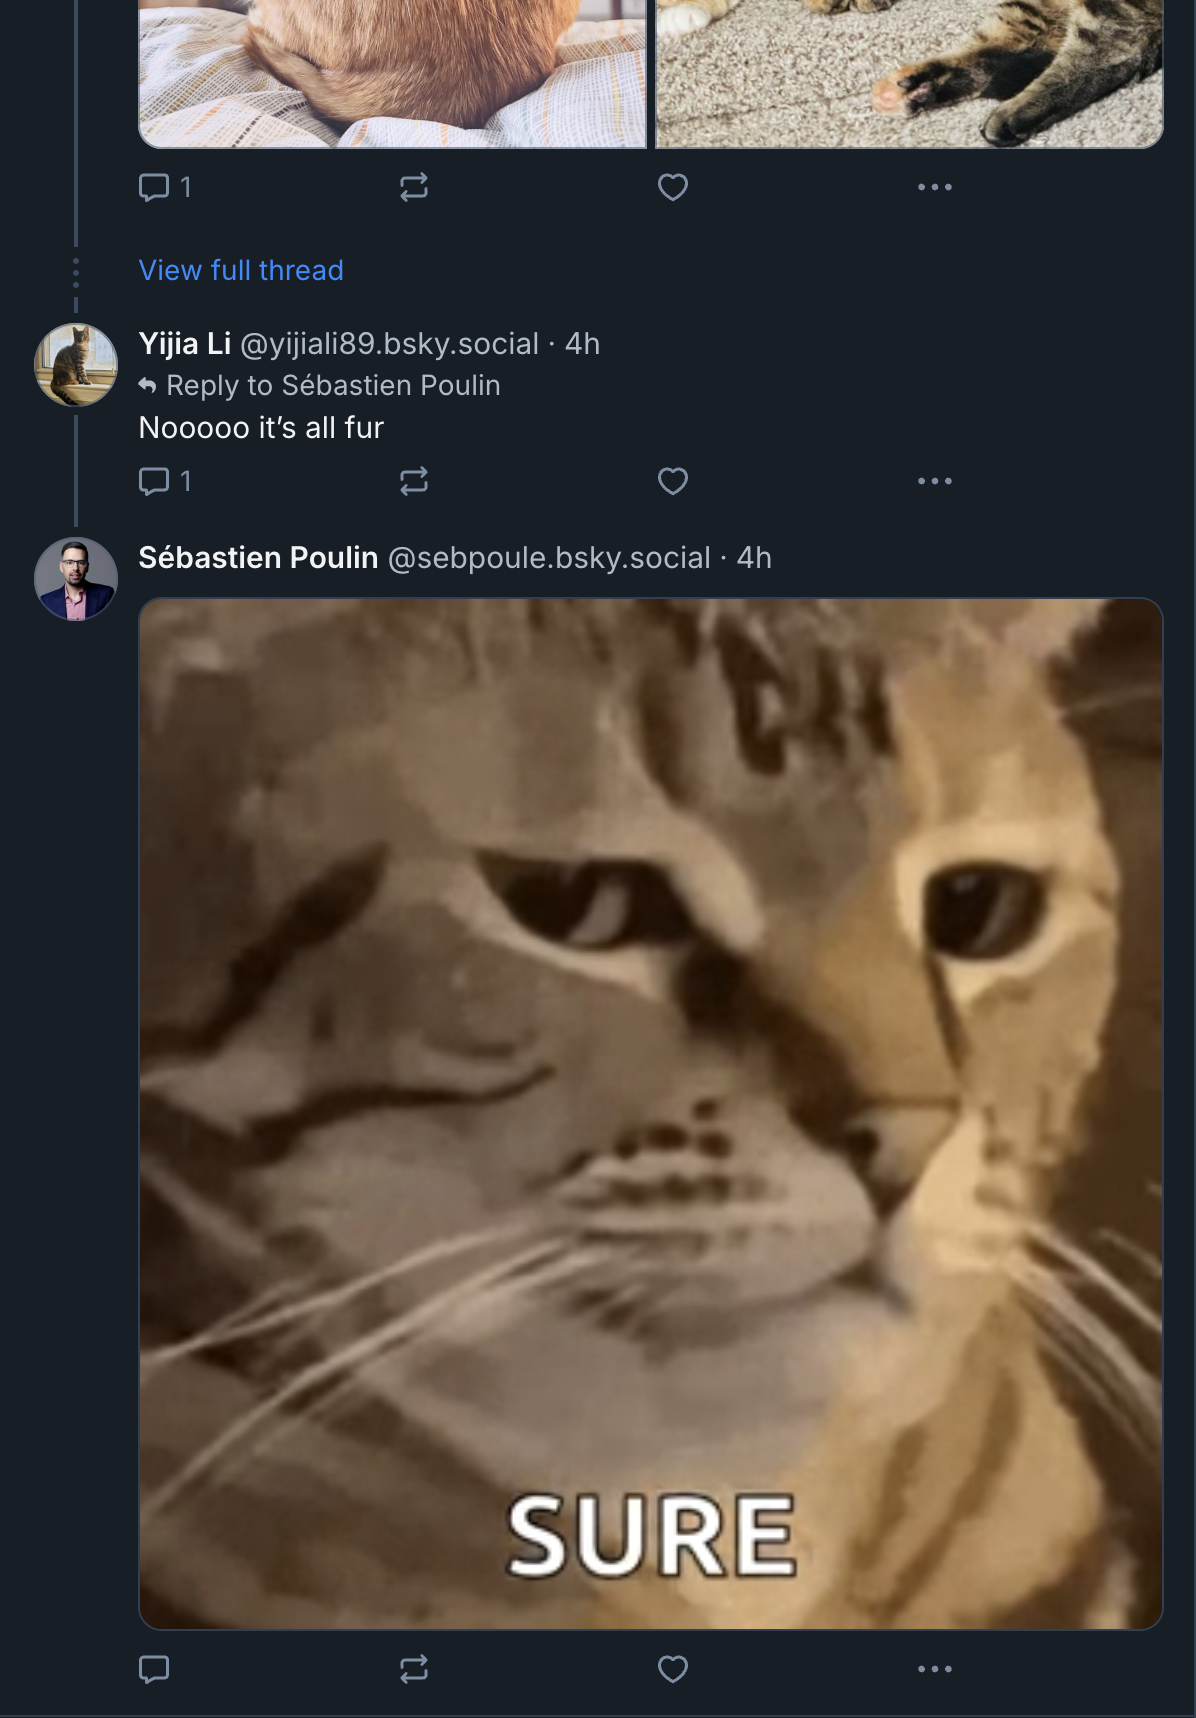 1
View full thread
Yijia Li @yijiali89.bsky.social · 4h
Reply to Sébastien Poulin
Nooooo it’s all fur
1
Sébastien Poulin @sebpoule.bsky.social · 4h
SURE